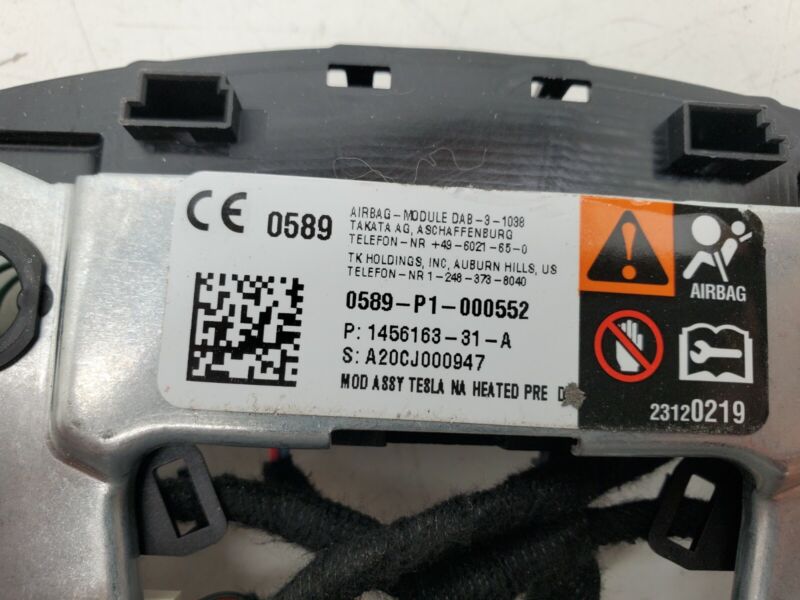 CE 0589
AIRBAG-MODULE DAB-3-1038
TAKATA AG, ASCHAFFENBURG
TELEFON-NR +49-6021-65-0
TK HOLDINGS, INC, AUBURN HILLS, US
TELEFON-NR 1-248-373-8040
0589-P1-000552
P: 1456163-31-A
S: A20CJ000947
MOD ASSY TESLA NA HEATED PRE
AIRBAG
23120219